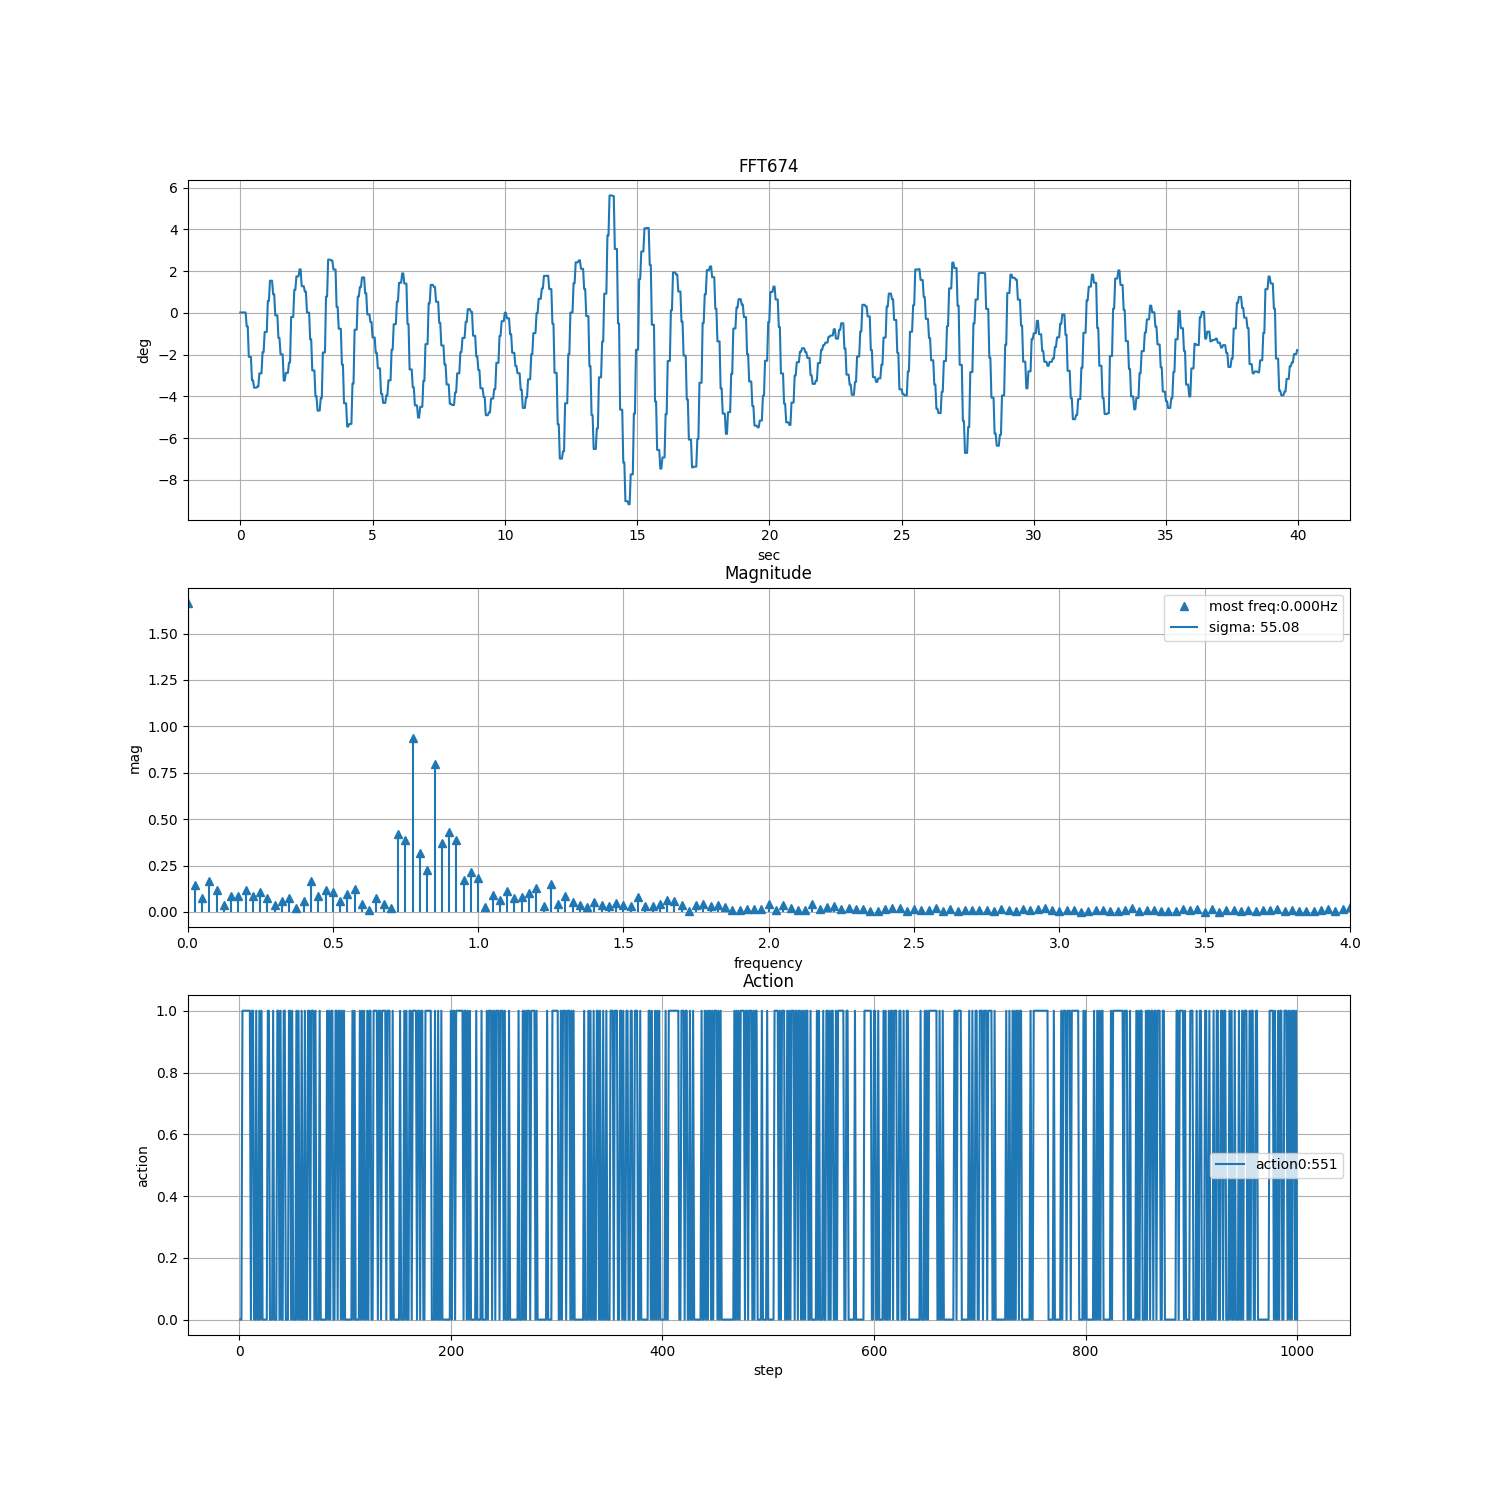 FFT674
6
4
2
0
−2
−4
−6
−8
deg
0 5 10 15 20 25 30 35 40
sec
Magnitude
most freq:0.000Hz
sigma: 55.08
1.50
1.25
1.00
0.75
0.50
0.25
0.00
mag
0.0 0.5 1.0 1.5 2.0 2.5 3.0 3.5 4.0
frequency
Action
1.0
0.8
0.6
0.4
0.2
0.0
action
action0:551
0 200 400 600 800 1000
step